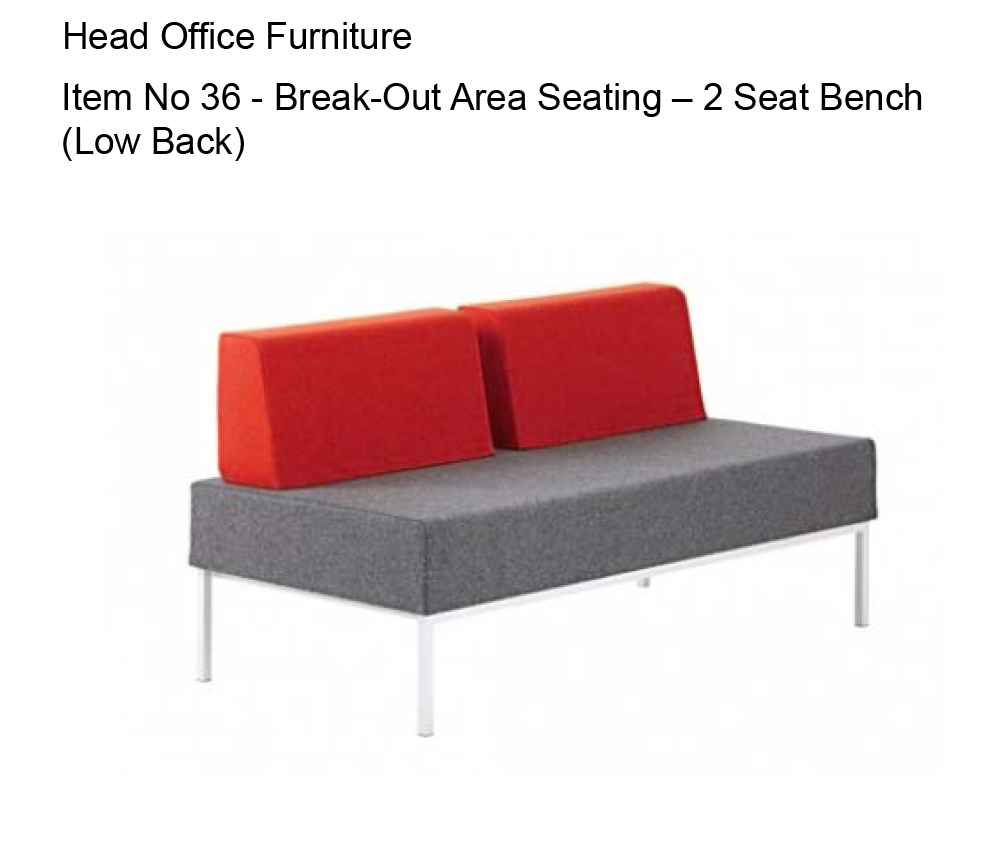 Head Office Furniture
Item No 36 - Break-Out Area Seating – 2 Seat Bench
(Low Back)